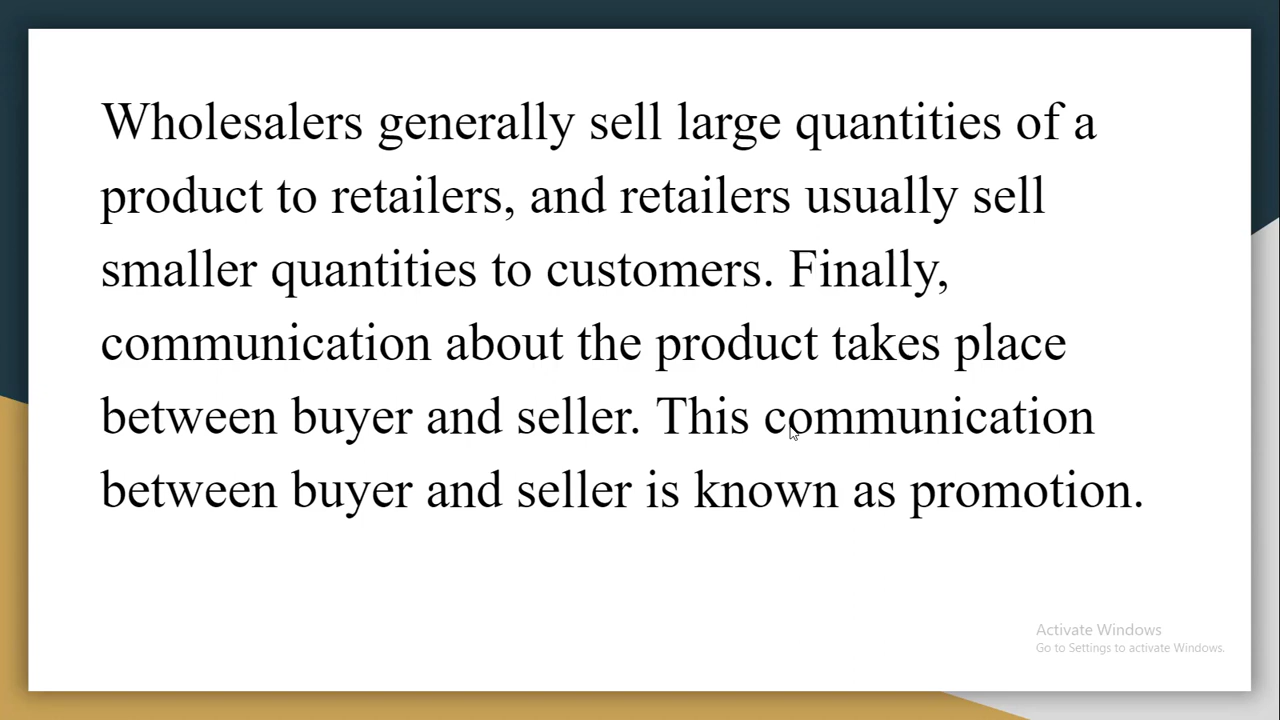 Wholesalers generally sell large quantities of a
product to retailers, and retailers usually sell
smaller quantities to customers. Finally,
communication about the product takes place
between buyer and seller. This communication
between buyer and seller is known as promotion.
Activate Windows
Go to Settings to activate Windows.